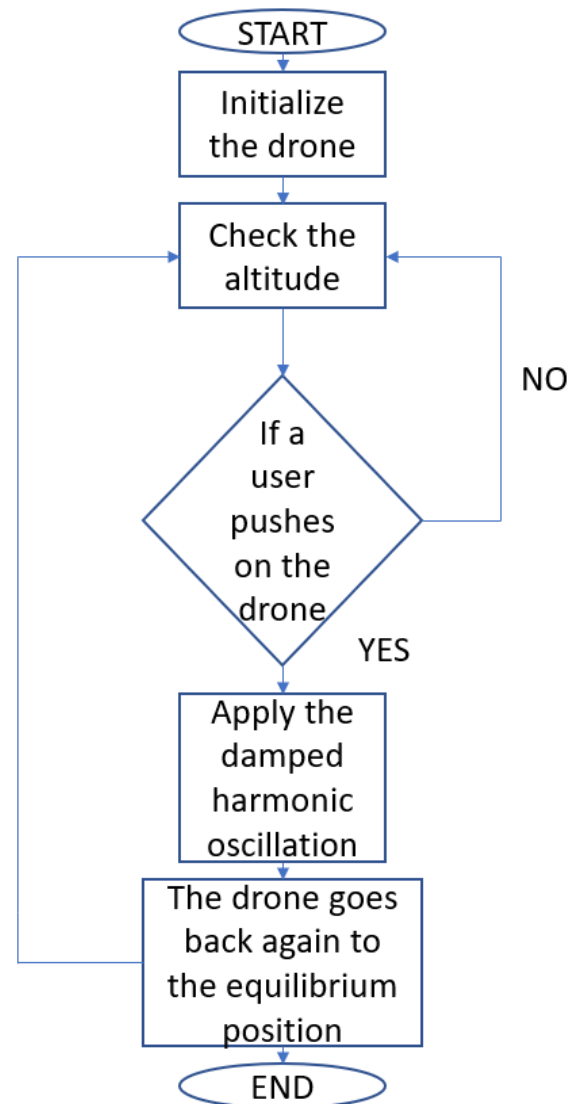 START
Initialize
the drone
Check the
altitude
NO
If a
user
pushes
on the
drone
YES
Apply the
damped
harmonic
oscillation
The drone goes
back again to
the equilibrium
position
END